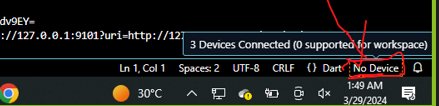 dv9EY=
://127.0.0.1:9101?uri=http://12
3 Devices Connected (0 supported for workspace)
Ln 1, Col 1 Spaces: 2 UTF-8 CRLF {} Dart No Device
30°C
1:49 AM
3/29/2024